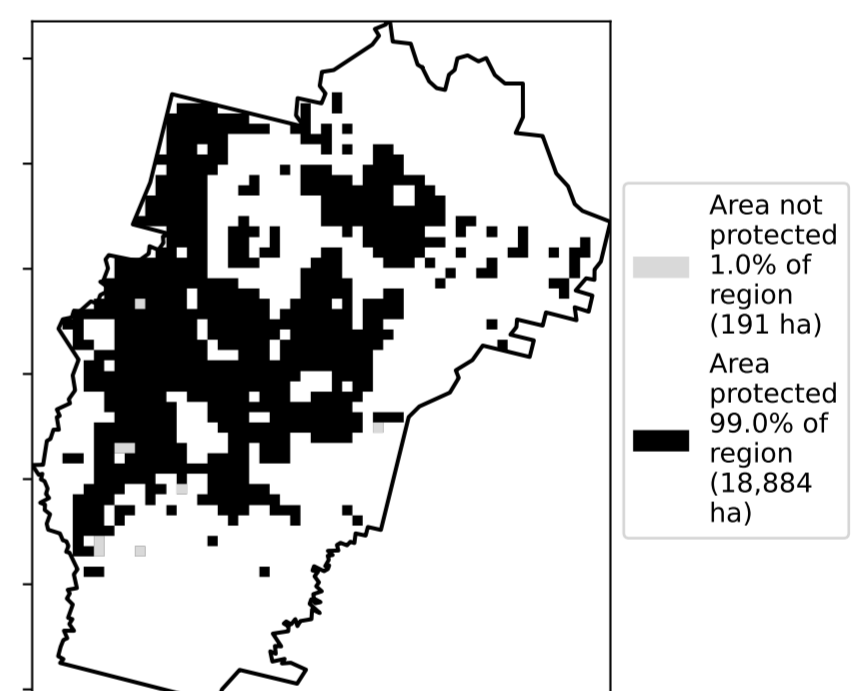 Area not
protected
1.0% of
region
(191 ha)
Area
protected
99.0% of
region
(18,884
ha)